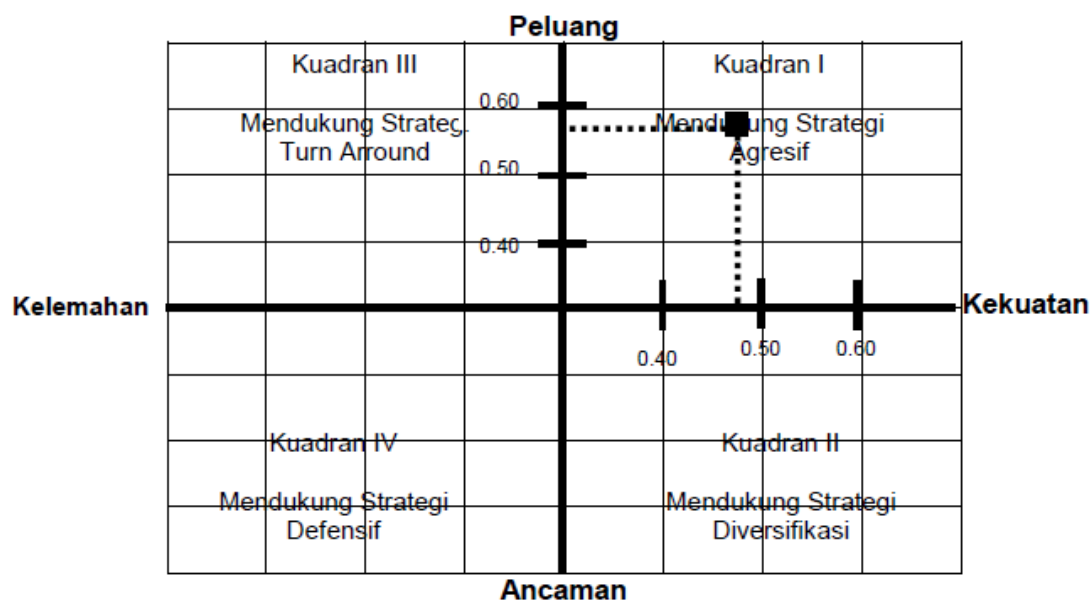 Peluang
Kuadran III
Kuadran I
0.60
Mendukung Strateg
Turn Arround
Mendukung Strategi
Agresif
0.50
0.40
Kelemahan
Kekuatan
0.40
0.50
0.60
Kuadran IV
Kuadran II
Mendukung Strategi
Defensif
Mendukung Strategi
Diversifikasi
Ancaman